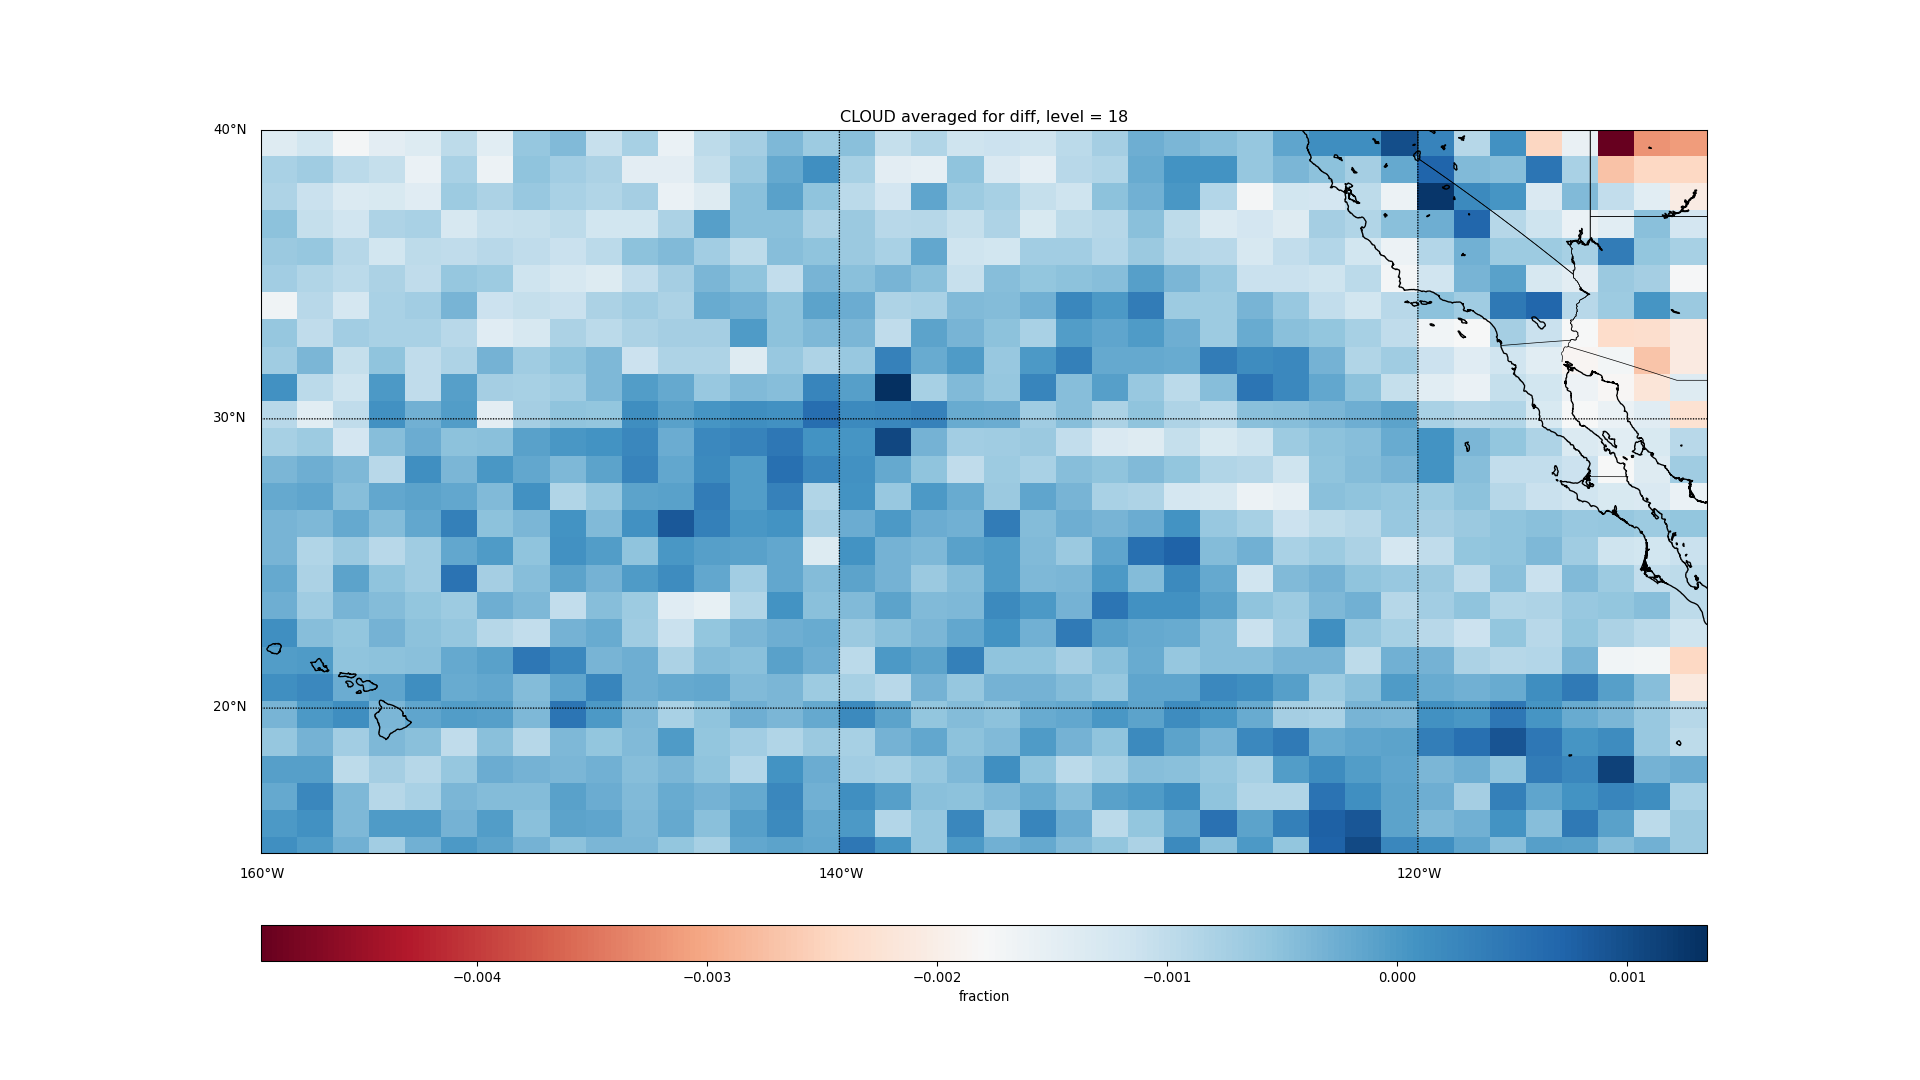 CLOUD averaged for diff, level = 18
40°N
30°N
20°N
160°W 140°W 120°W
−0.004 −0.003 −0.002 −0.001 0.000 0.001
fraction